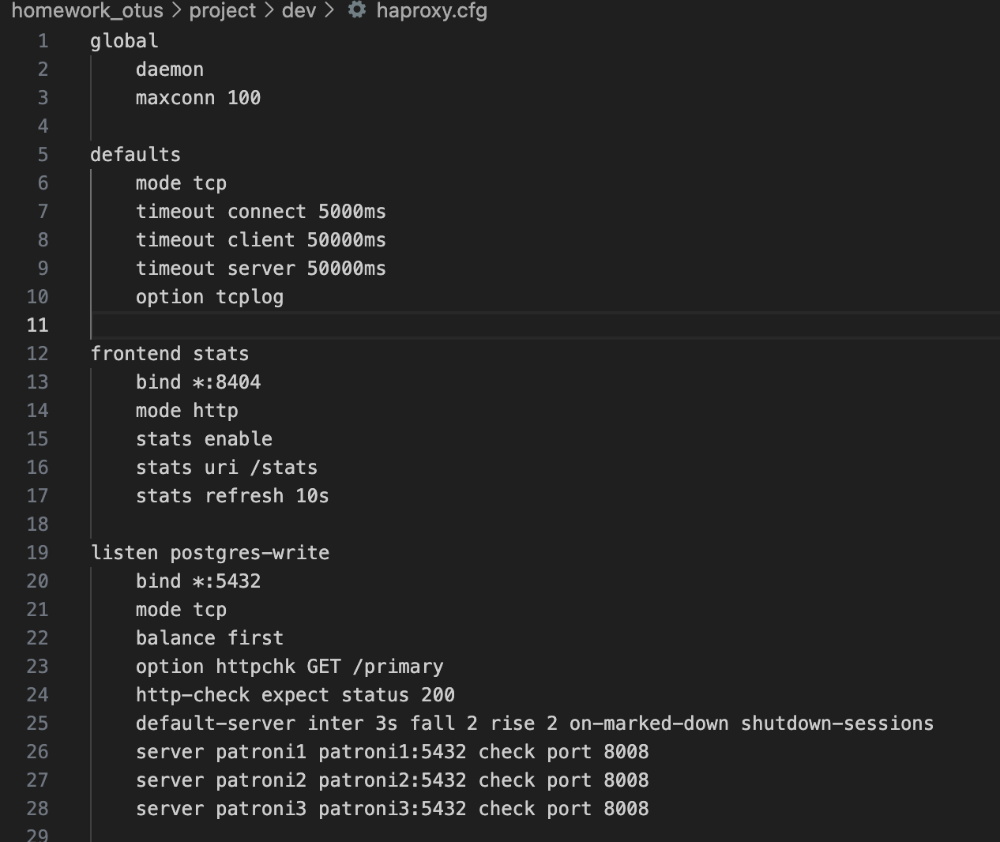 homework_otus > project > dev > haproxy.cfg
1 global
2     daemon
3     maxconn 100
4
5 defaults
6     mode tcp
7     timeout connect 5000ms
8     timeout client 50000ms
9     timeout server 50000ms
10     option tcplog
11
12 frontend stats
13     bind *:8404
14     mode http
15     stats enable
16     stats uri /stats
17     stats refresh 10s
18
19 listen postgres-write
20     bind *:5432
21     mode tcp
22     balance first
23     option httpchk GET /primary
24     http-check expect status 200
25     default-server inter 3s fall 2 rise 2 on-marked-down shutdown-sessions
26     server patroni1 patroni1:5432 check port 8008
27     server patroni2 patroni2:5432 check port 8008
28     server patroni3 patroni3:5432 check port 8008
29